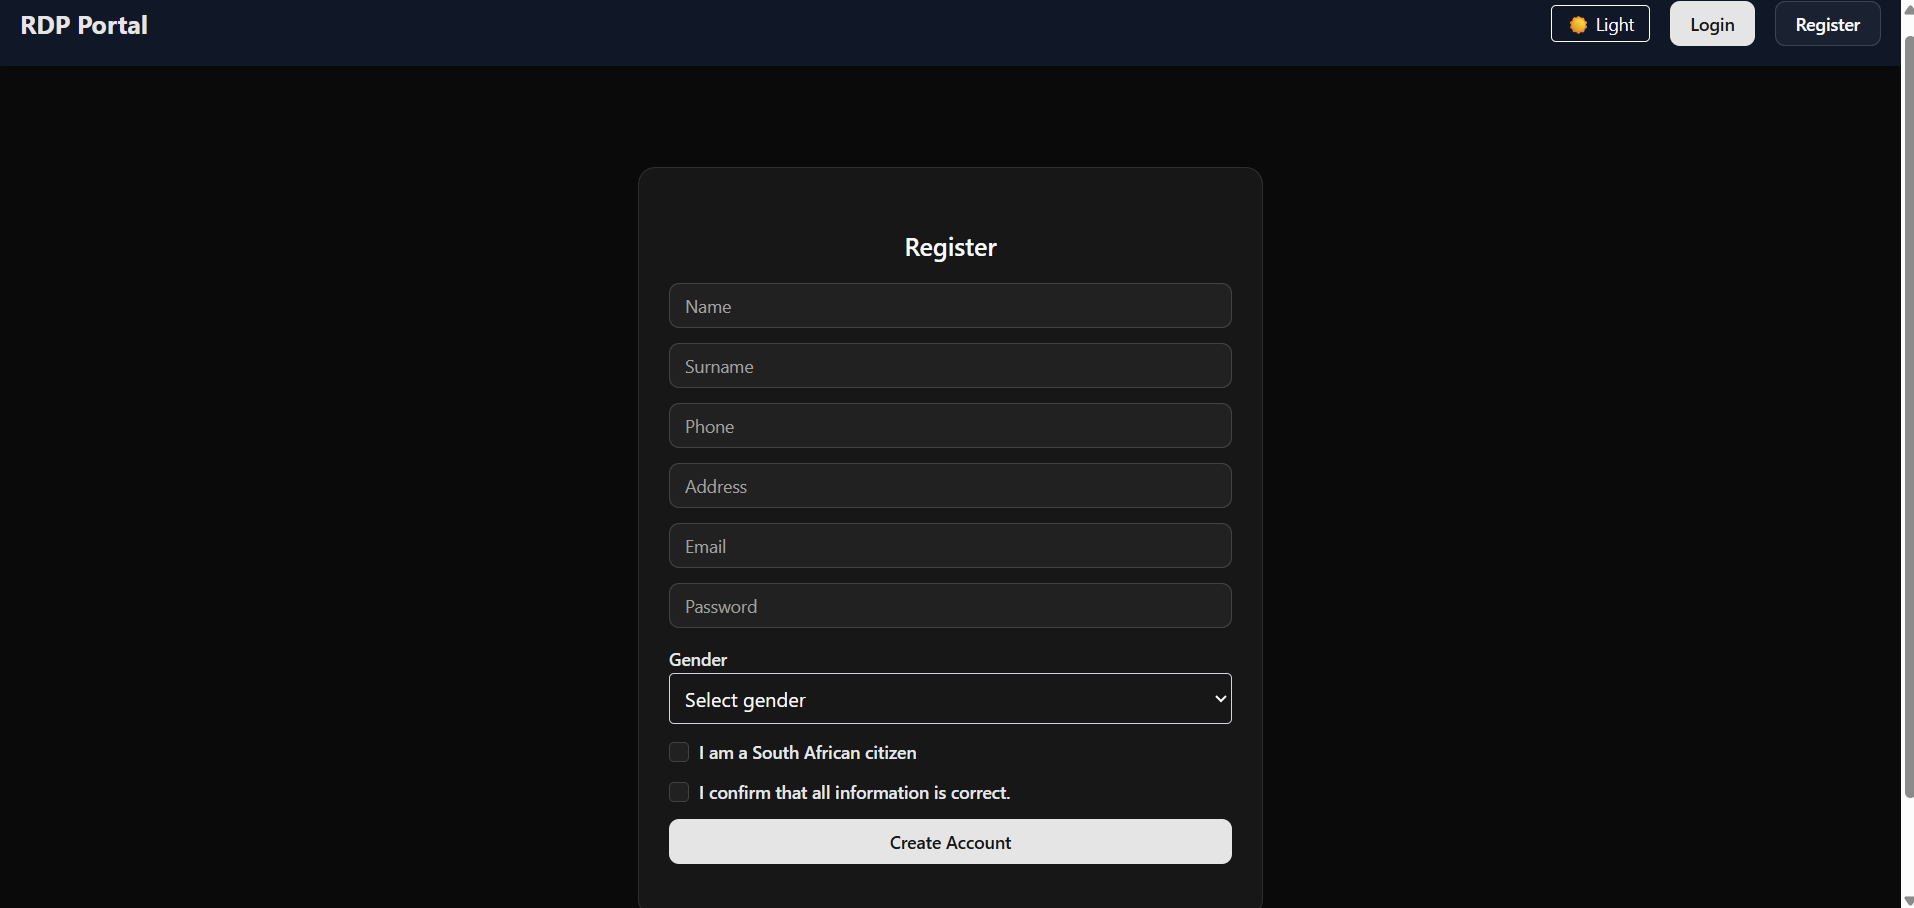 RDP Portal
Light
Login
Register
Register
Name
Surname
Phone
Address
Email
Password
Gender
Select gender
I am a South African citizen
I confirm that all information is correct.
Create Account